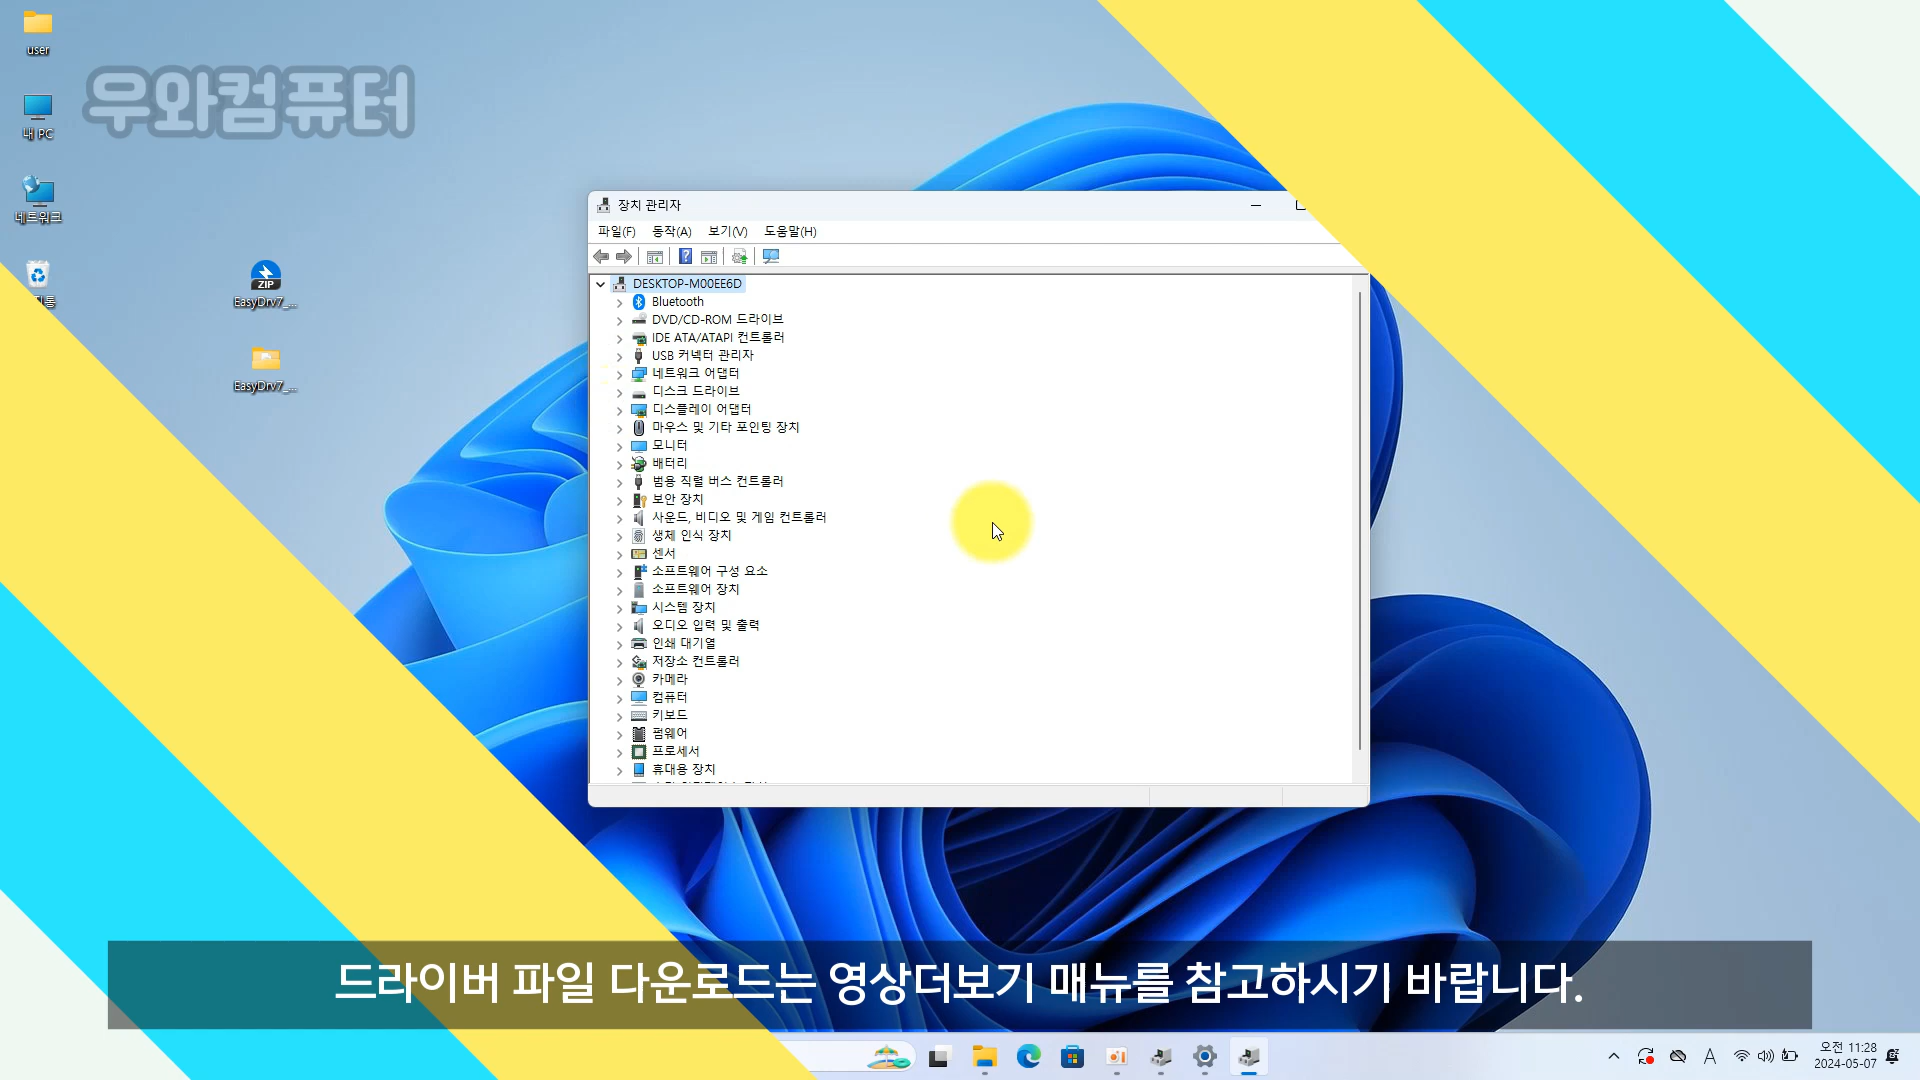 user
우와컴퓨터
내 PC
네트워크
ZIP
EasyDrv7_...
EasyDrv7_...
장치 관리자
파일(F) 동작(A) 보기(V) 도움말(H)
DESKTOP-M00EE6D
Bluetooth
DVD/CD-ROM 드라이브
IDE ATA/ATAPI 컨트롤러
USB 커넥터 관리자
네트워크 어댑터
디스크 드라이브
디스플레이 어댑터
마우스 및 기타 포인팅 장치
모니터
배터리
범용 직렬 버스 컨트롤러
보안 장치
사운드, 비디오 및 게임 컨트롤러
생체 인식 장치
센서
소프트웨어 구성 요소
소프트웨어 장치
시스템 장치
오디오 입력 및 출력
인쇄 대기열
저장소 컨트롤러
카메라
컴퓨터
키보드
펌웨어
프로세서
휴대용 장치
드라이버 파일 다운로드는 영상더보기 매뉴를 참고하시기 바랍니다.
A
오전 11:28
2024-05-07